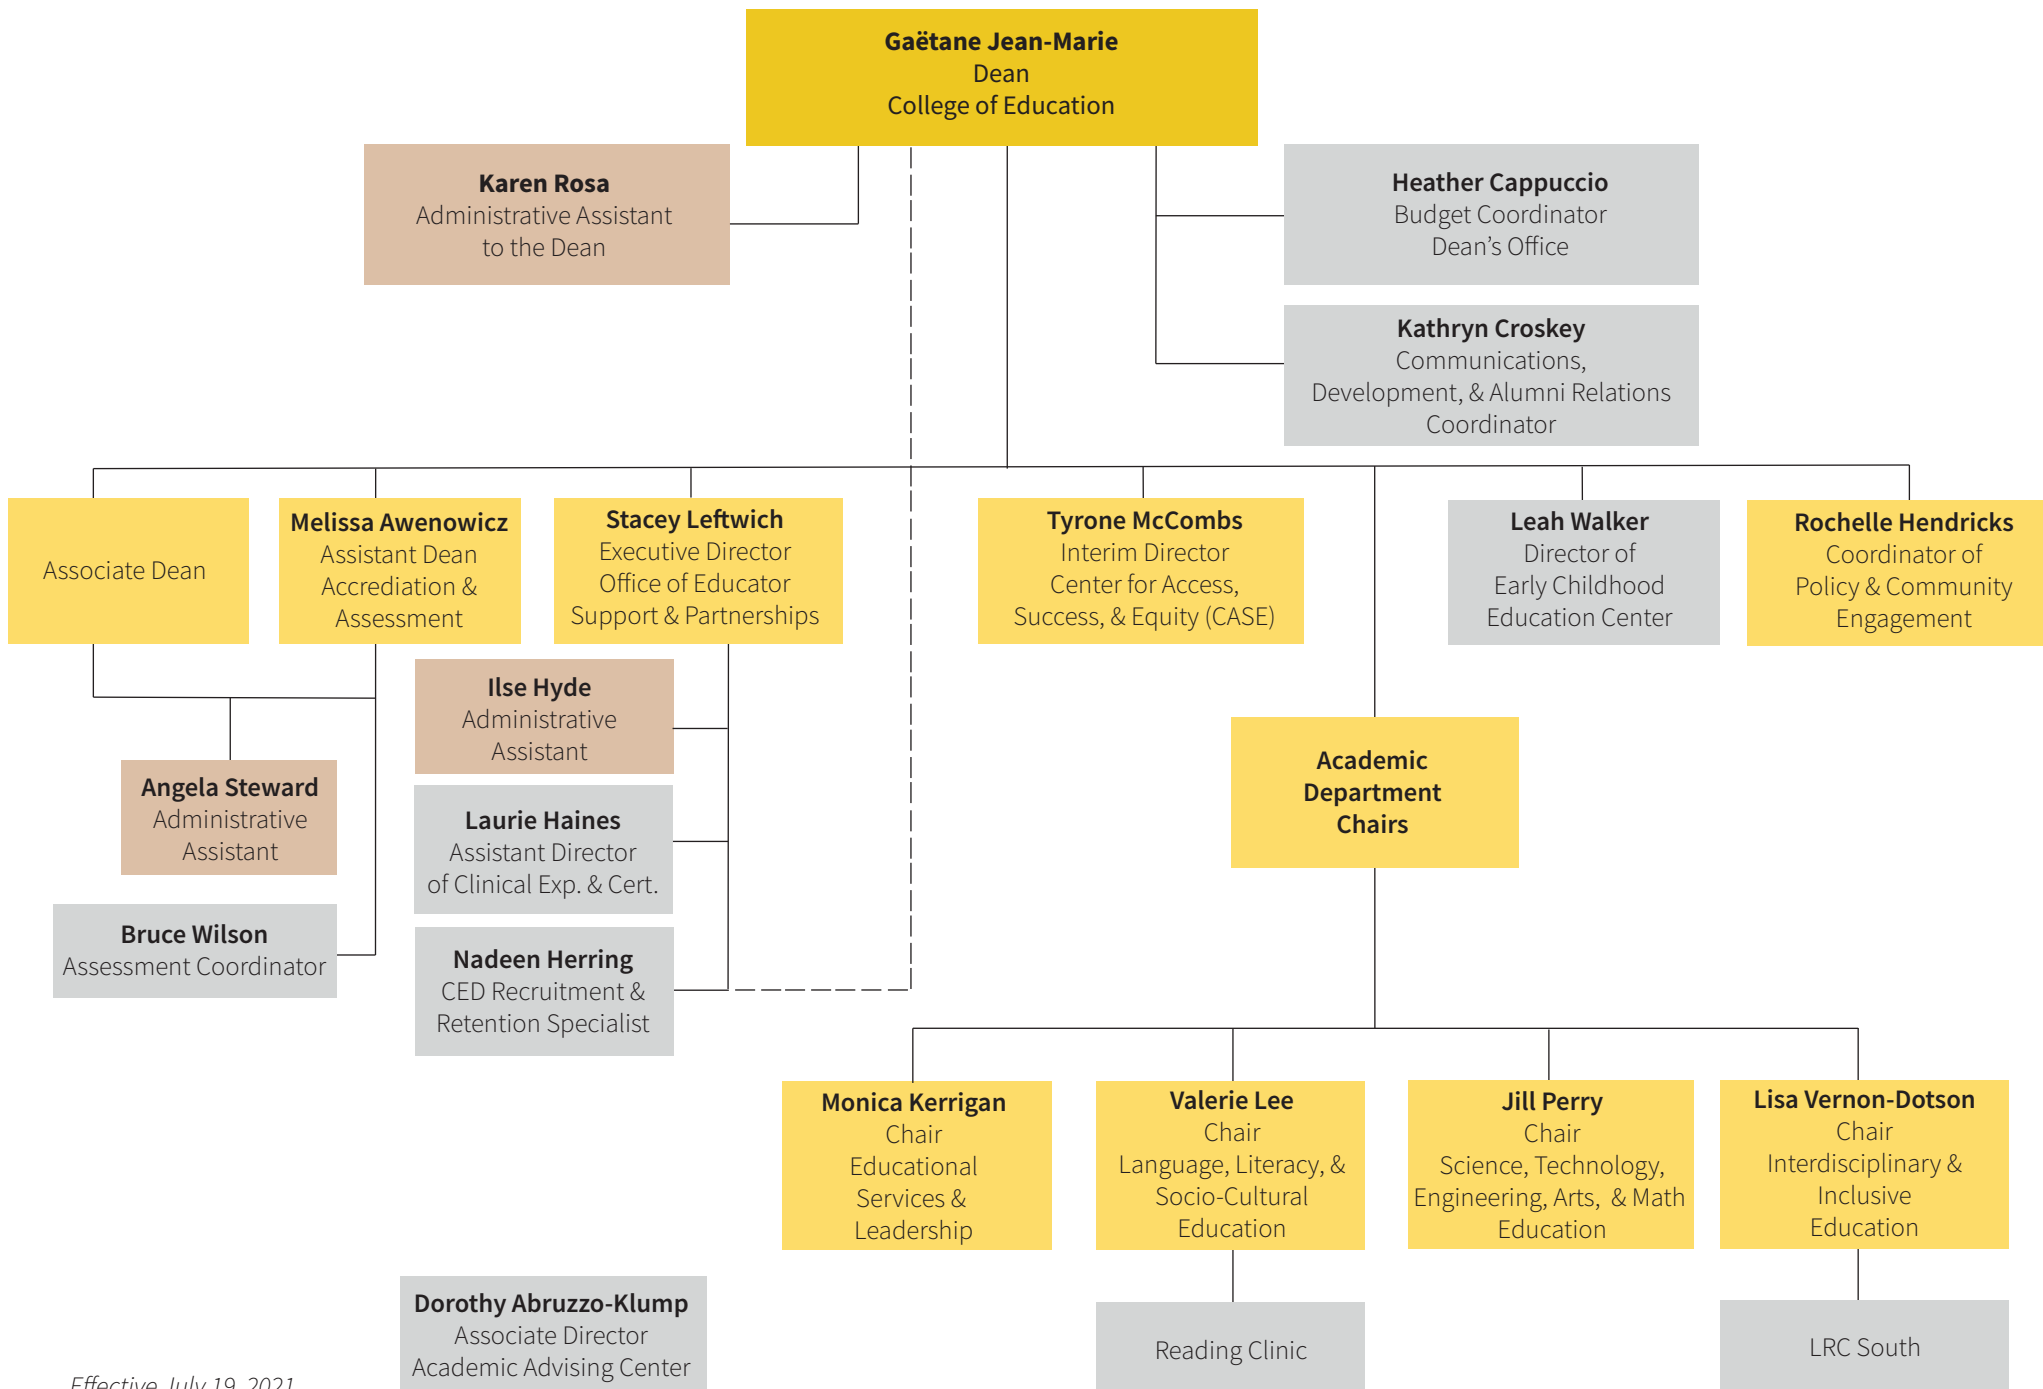 Gaëtane Jean-Marie
Dean
College of Education
Karen Rosa
Administrative Assistant
to the Dean
Heather Cappuccio
Budget Coordinator
Dean’s Office
Kathryn Croskey
Communications,
Development, & Alumni Relations
Coordinator
Associate Dean
Melissa Awenowicz
Assistant Dean
Accrediation &
Assessment
Stacey Leftwich
Executive Director
Office of Educator
Support & Partnerships
Tyrone McCombs
Interim Director
Center for Access,
Success, & Equity (CASE)
Leah Walker
Director of
Early Childhood
Education Center
Rochelle Hendricks
Coordinator of
Policy & Community
Engagement
Ilse Hyde
Administrative
Assistant
Angela Steward
Administrative
Assistant
Laurie Haines
Assistant Director
of Clinical Exp. & Cert.
Academic
Department
Chairs
Bruce Wilson
Assessment Coordinator
Nadeen Herring
CED Recruitment &
Retention Specialist
Monica Kerrigan
Chair
Educational
Services &
Leadership
Valerie Lee
Chair
Language, Literacy, &
Socio-Cultural
Education
Jill Perry
Chair
Science, Technology,
Engineering, Arts, & Math
Education
Lisa Vernon-Dotson
Chair
Interdisciplinary &
Inclusive
Education
Dorothy Abruzzo-Klump
Associate Director
Academic Advising Center
Reading Clinic
LRC South
Effective July 19, 2021